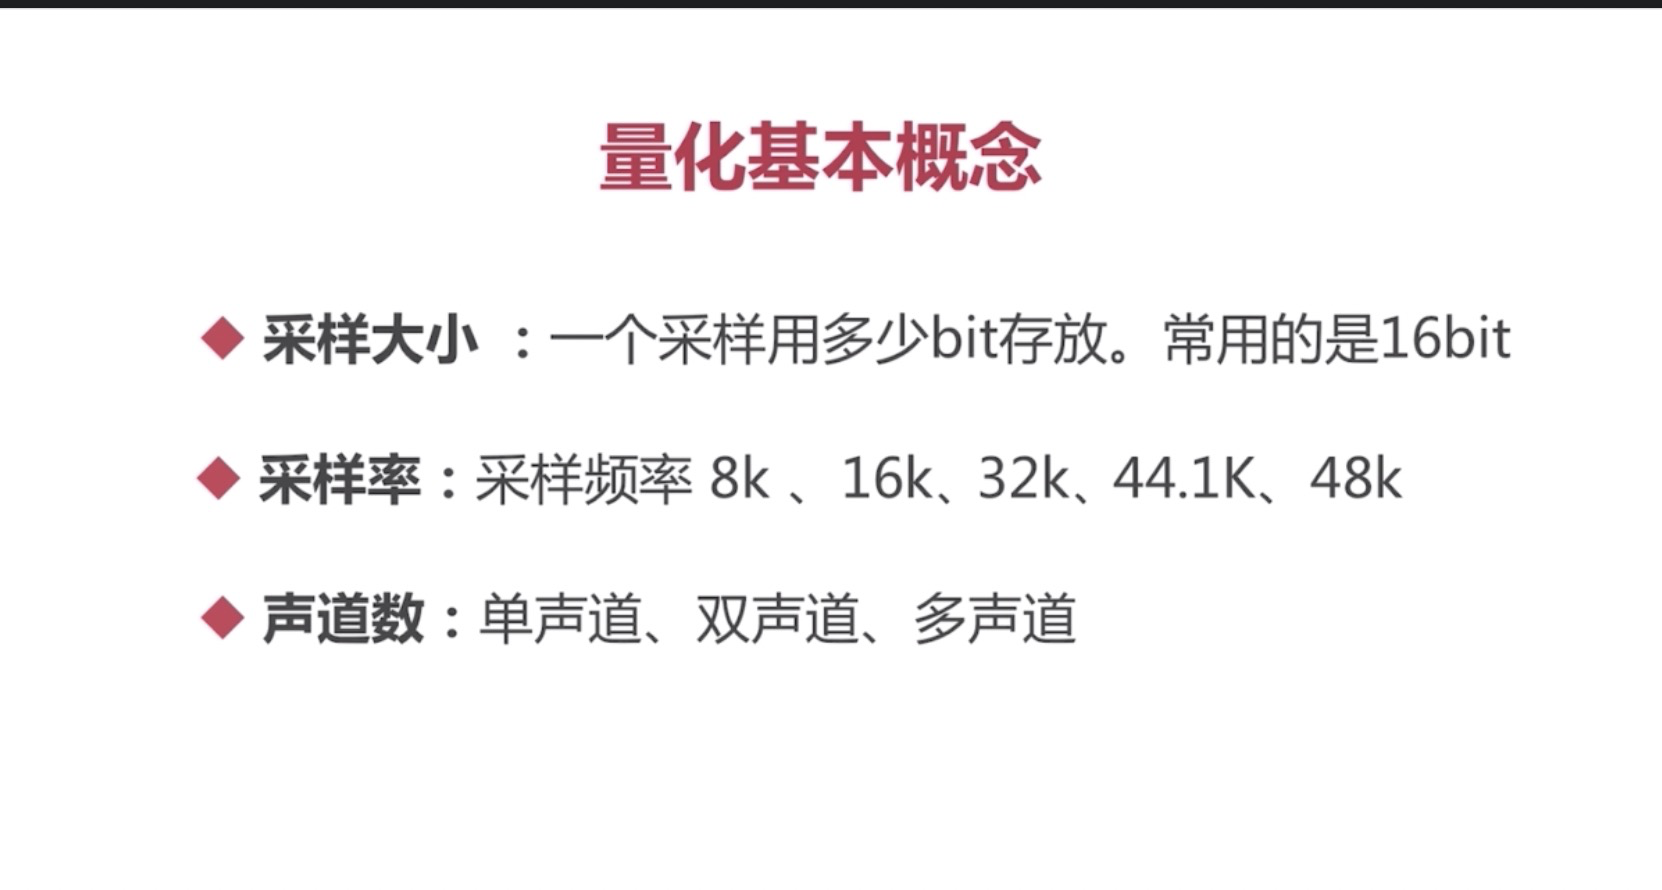 量化基本概念
◆ 采样大小 ：一个采样用多少bit存放。常用的是16bit
◆ 采样率：采样频率 8k 、16k、32k、44.1K、48k
◆ 声道数：单声道、双声道、多声道